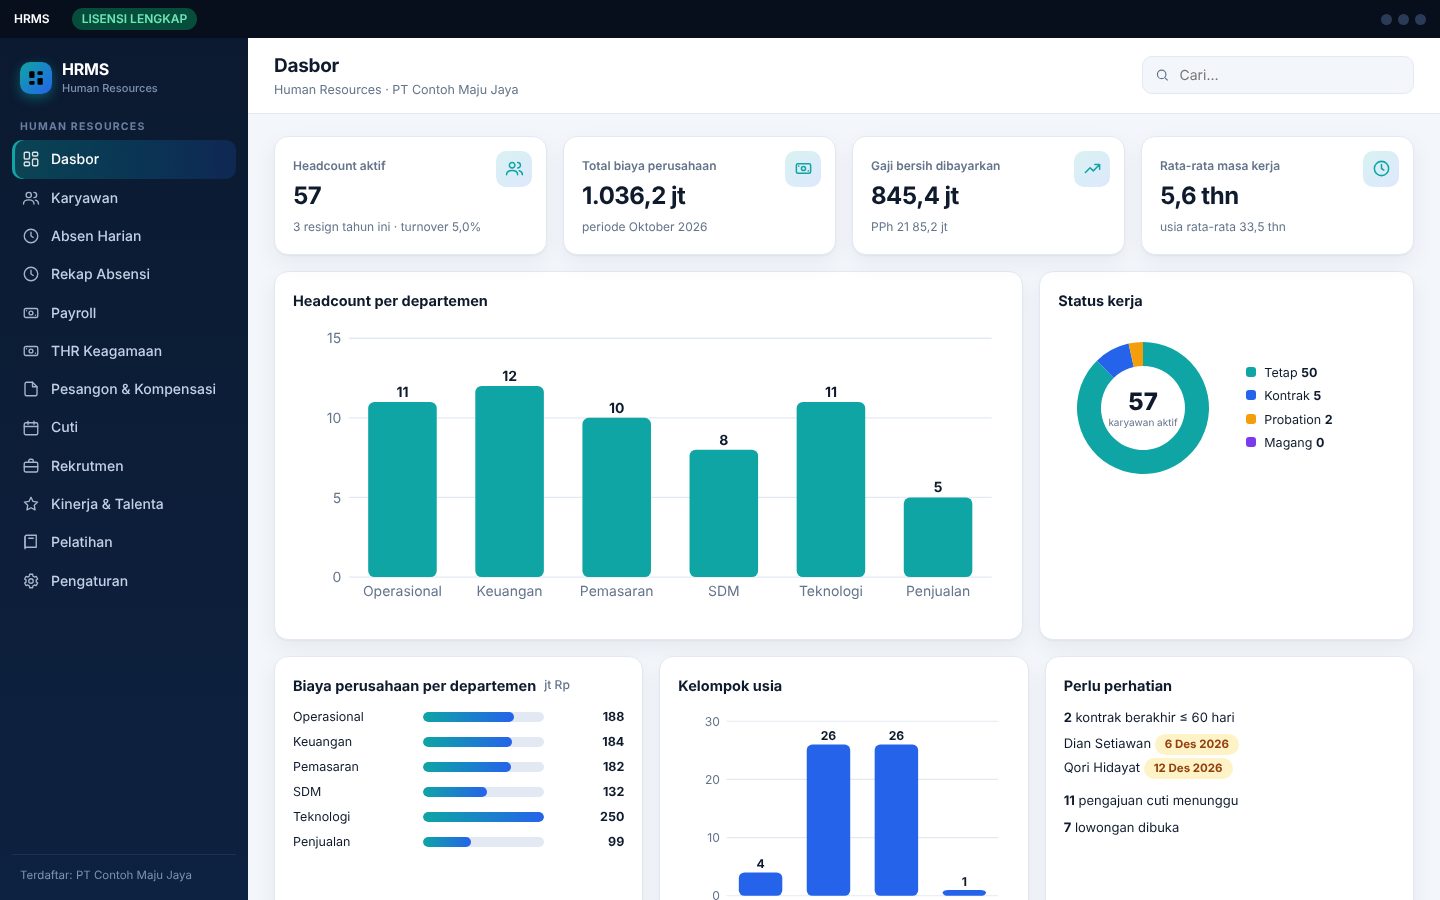 HRMS
LISENSI LENGKAP
HRMS
Human Resources
HUMAN RESOURCES
Dasbor
Karyawan
Absen Harian
Rekap Absensi
Payroll
THR Keagamaan
Pesangon & Kompensasi
Cuti
Rekrutmen
Kinerja & Talenta
Pelatihan
Pengaturan
Terdaftar: PT Contoh Maju Jaya
Dasbor
Human Resources · PT Contoh Maju Jaya
Cari...
Headcount aktif
57
3 resign tahun ini · turnover 5,0%
Total biaya perusahaan
1.036,2 jt
periode Oktober 2026
Gaji bersih dibayarkan
845,4 jt
PPh 21 85,2 jt
Rata-rata masa kerja
5,6 thn
usia rata-rata 33,5 thn
Headcount per departemen
15
10
5
0
11
12
10
8
11
5
Operasional
Keuangan
Pemasaran
SDM
Teknologi
Penjualan
Status kerja
57
karyawan aktif
Tetap 50
Kontrak 5
Probation 2
Magang 0
Biaya perusahaan per departemen jt Rp
Operasional 188
Keuangan 184
Pemasaran 182
SDM 132
Teknologi 250
Penjualan 99
Kelompok usia
30
20
10
0
4
26
26
1
Perlu perhatian
2 kontrak berakhir ≤ 60 hari
Dian Setiawan 6 Des 2026
Qori Hidayat 12 Des 2026
11 pengajuan cuti menunggu
7 lowongan dibuka